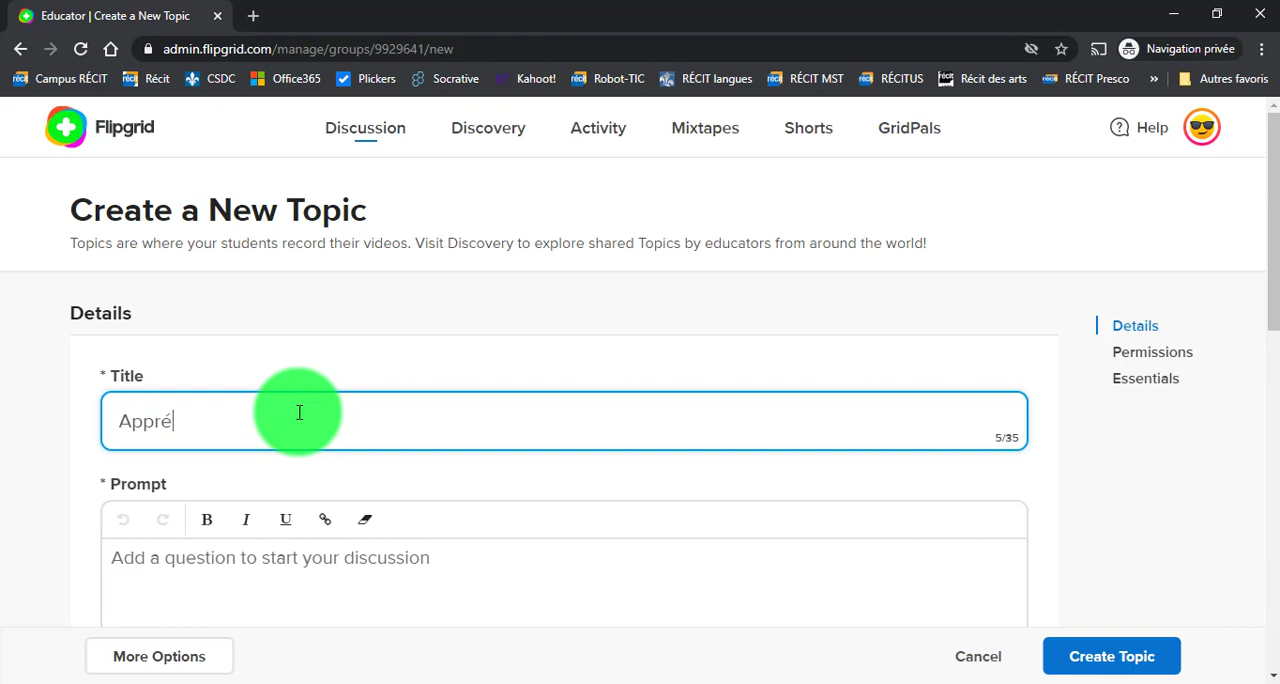 Educator | Create a New Topic
admin.flipgrid.com/manage/groups/9929641/new
Navigation privée
Campus RÉCIT Récit CSDC Office365 Plickers Socrative Kahoot! Robot-TIC RÉCIT langues RÉCIT MST RÉCITUS Récit des arts RÉCIT Presco » Autres favoris
Flipgrid Discussion Discovery Activity Mixtapes Shorts GridPals Help
Create a New Topic
Topics are where your students record their videos. Visit Discovery to explore shared Topics by educators from around the world!
Details
Details
Permissions
Essentials
* Title
Appré
5/35
* Prompt
B I U
Add a question to start your discussion
More Options Cancel Create Topic